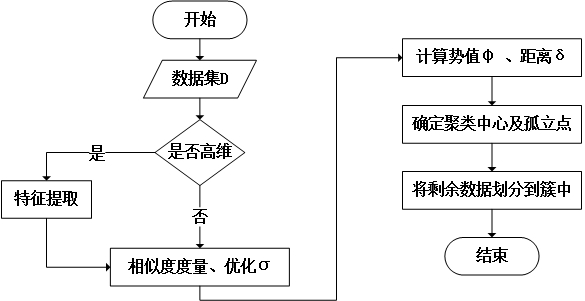 开始
数据集D
是否高维
是
特征提取
否
相似度度量、优化σ
计算势值φ 、距离δ
确定聚类中心及孤立点
将剩余数据划分到簇中
结束